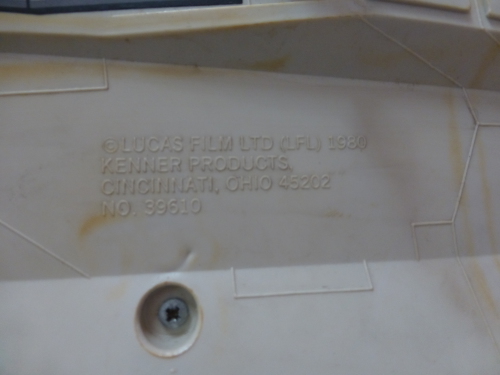 ©LUCAS FILM LTD (LFL) 1980
KENNER PRODUCTS,
CINCINNATI, OHIO 45202
NO. 39610